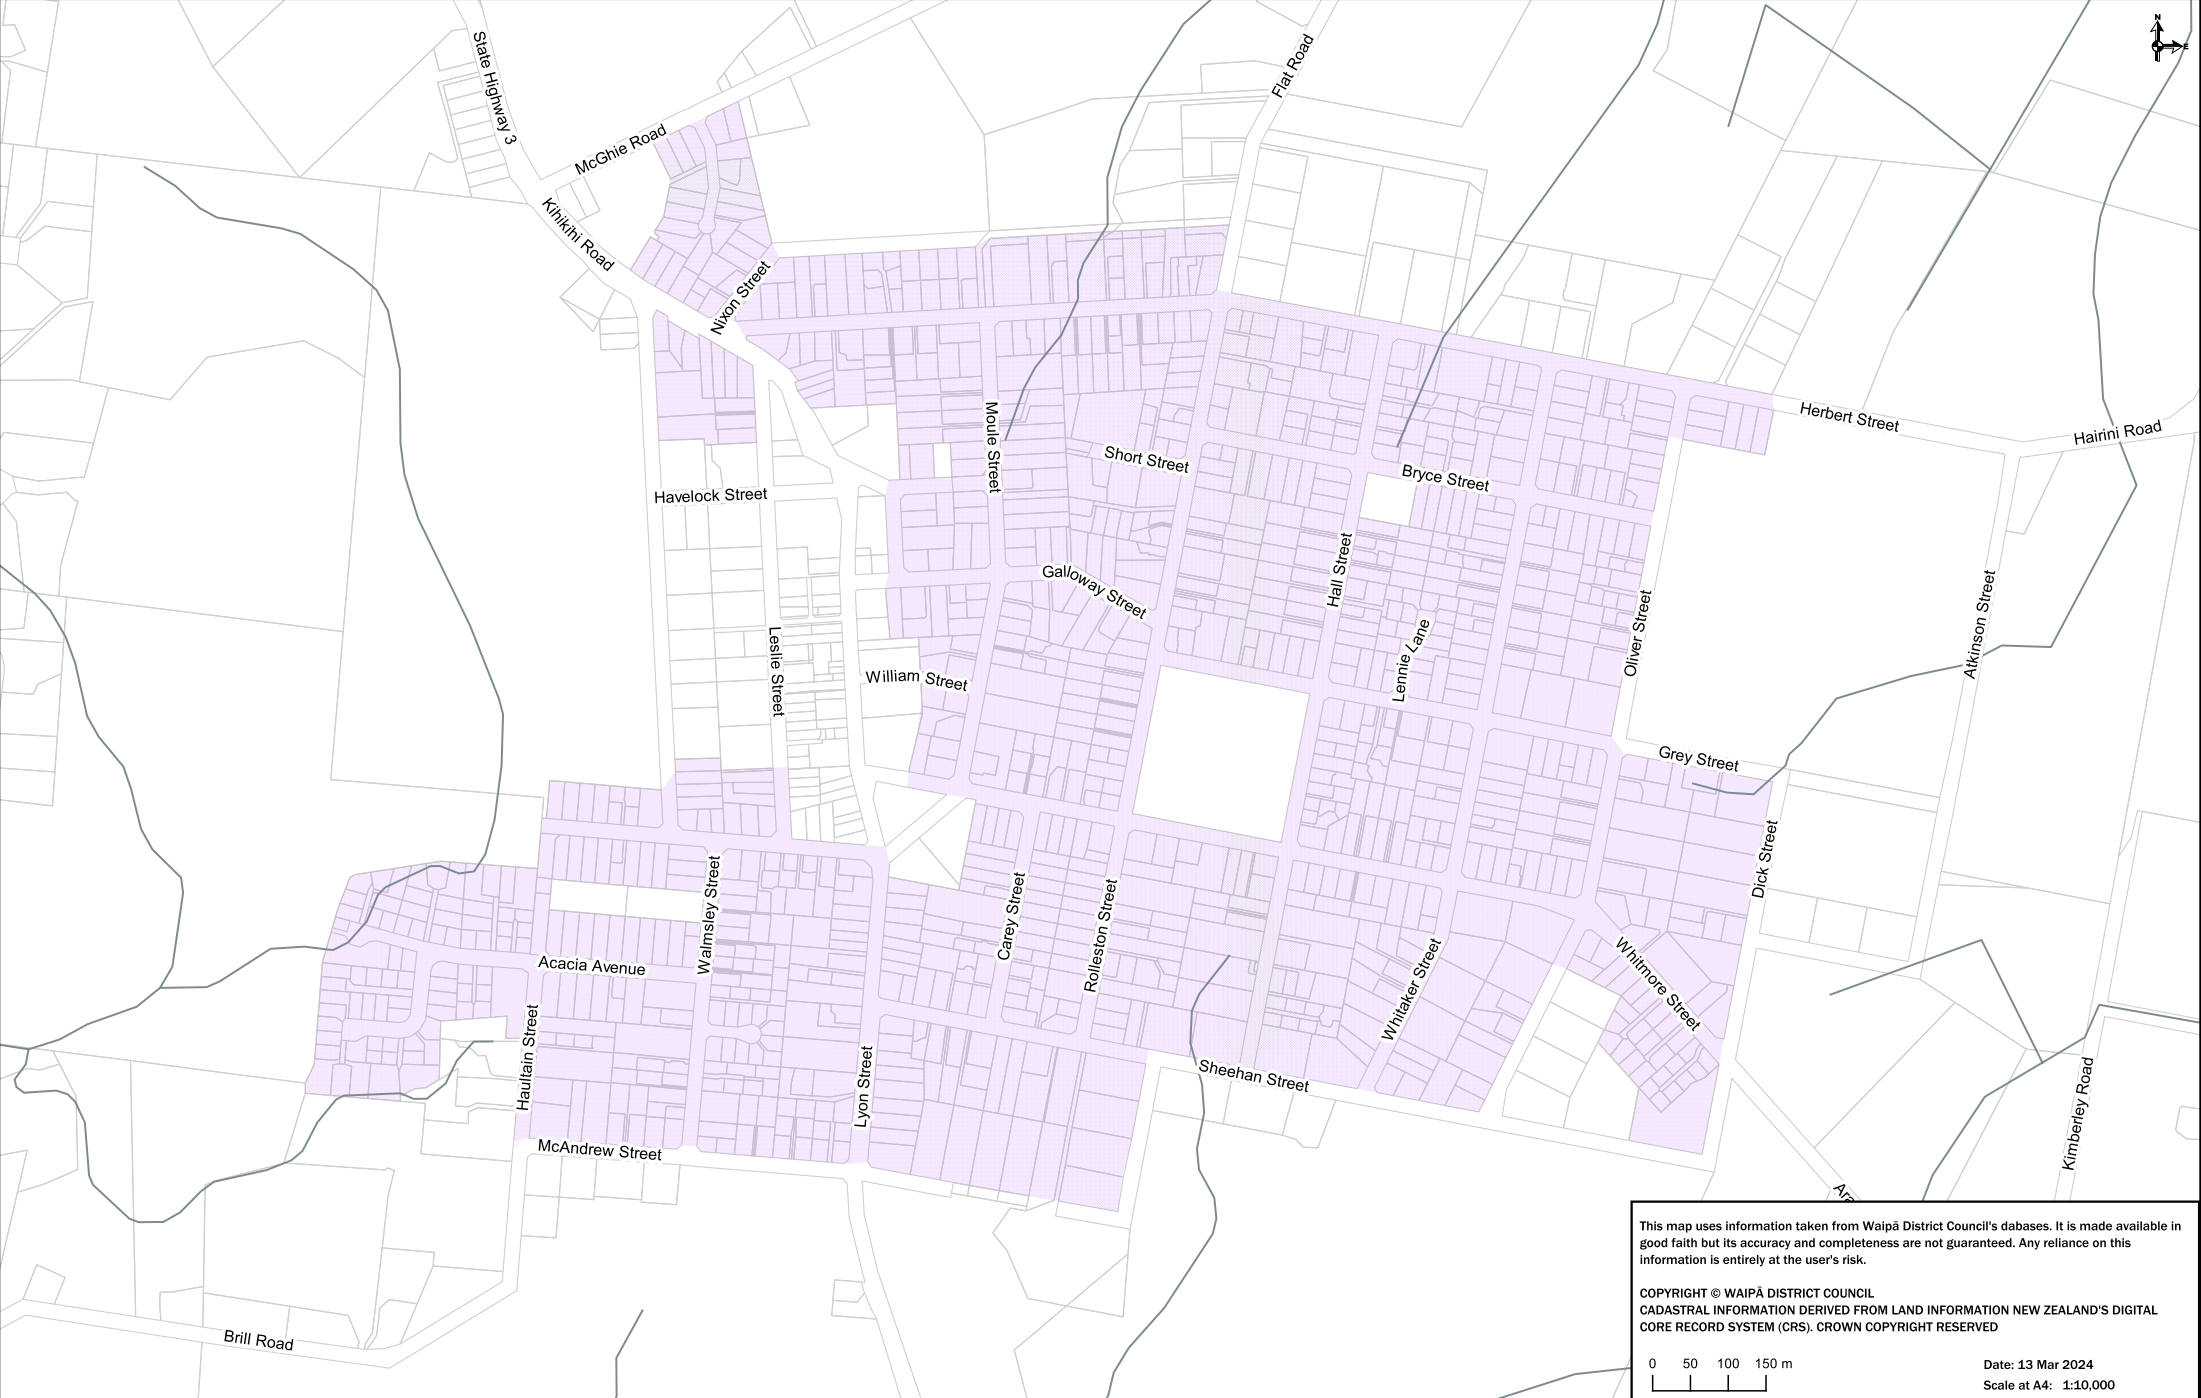 N
E
State Highway 3
Flat Road
McGhie Road
Kihikihi Road
Nixon Street
Moule Street
Herbert Street
Hairini Road
Short Street
Bryce Street
Havelock Street
Hall Street
Galloway Street
Oliver Street
Atkinson Street
Lennie Lane
Leslie Street
William Street
Grey Street
Dick Street
Walmsley Street
Carey Street
Rolleston Street
Acacia Avenue
Whitaker Street
Whitmore Street
Haultain Street
Lyon Street
Sheehan Street
Kimberley Road
McAndrew Street
Ara
Brill Road
This map uses information taken from Waipā District Council's dabases. It is made available in
good faith but its accuracy and completeness are not guaranteed. Any reliance on this
information is entirely at the user's risk.
COPYRIGHT © WAIPĀ DISTRICT COUNCIL
CADASTRAL INFORMATION DERIVED FROM LAND INFORMATION NEW ZEALAND'S DIGITAL
CORE RECORD SYSTEM (CRS). CROWN COPYRIGHT RESERVED
0 50 100 150 m
Date: 13 Mar 2024
Scale at A4: 1:10,000